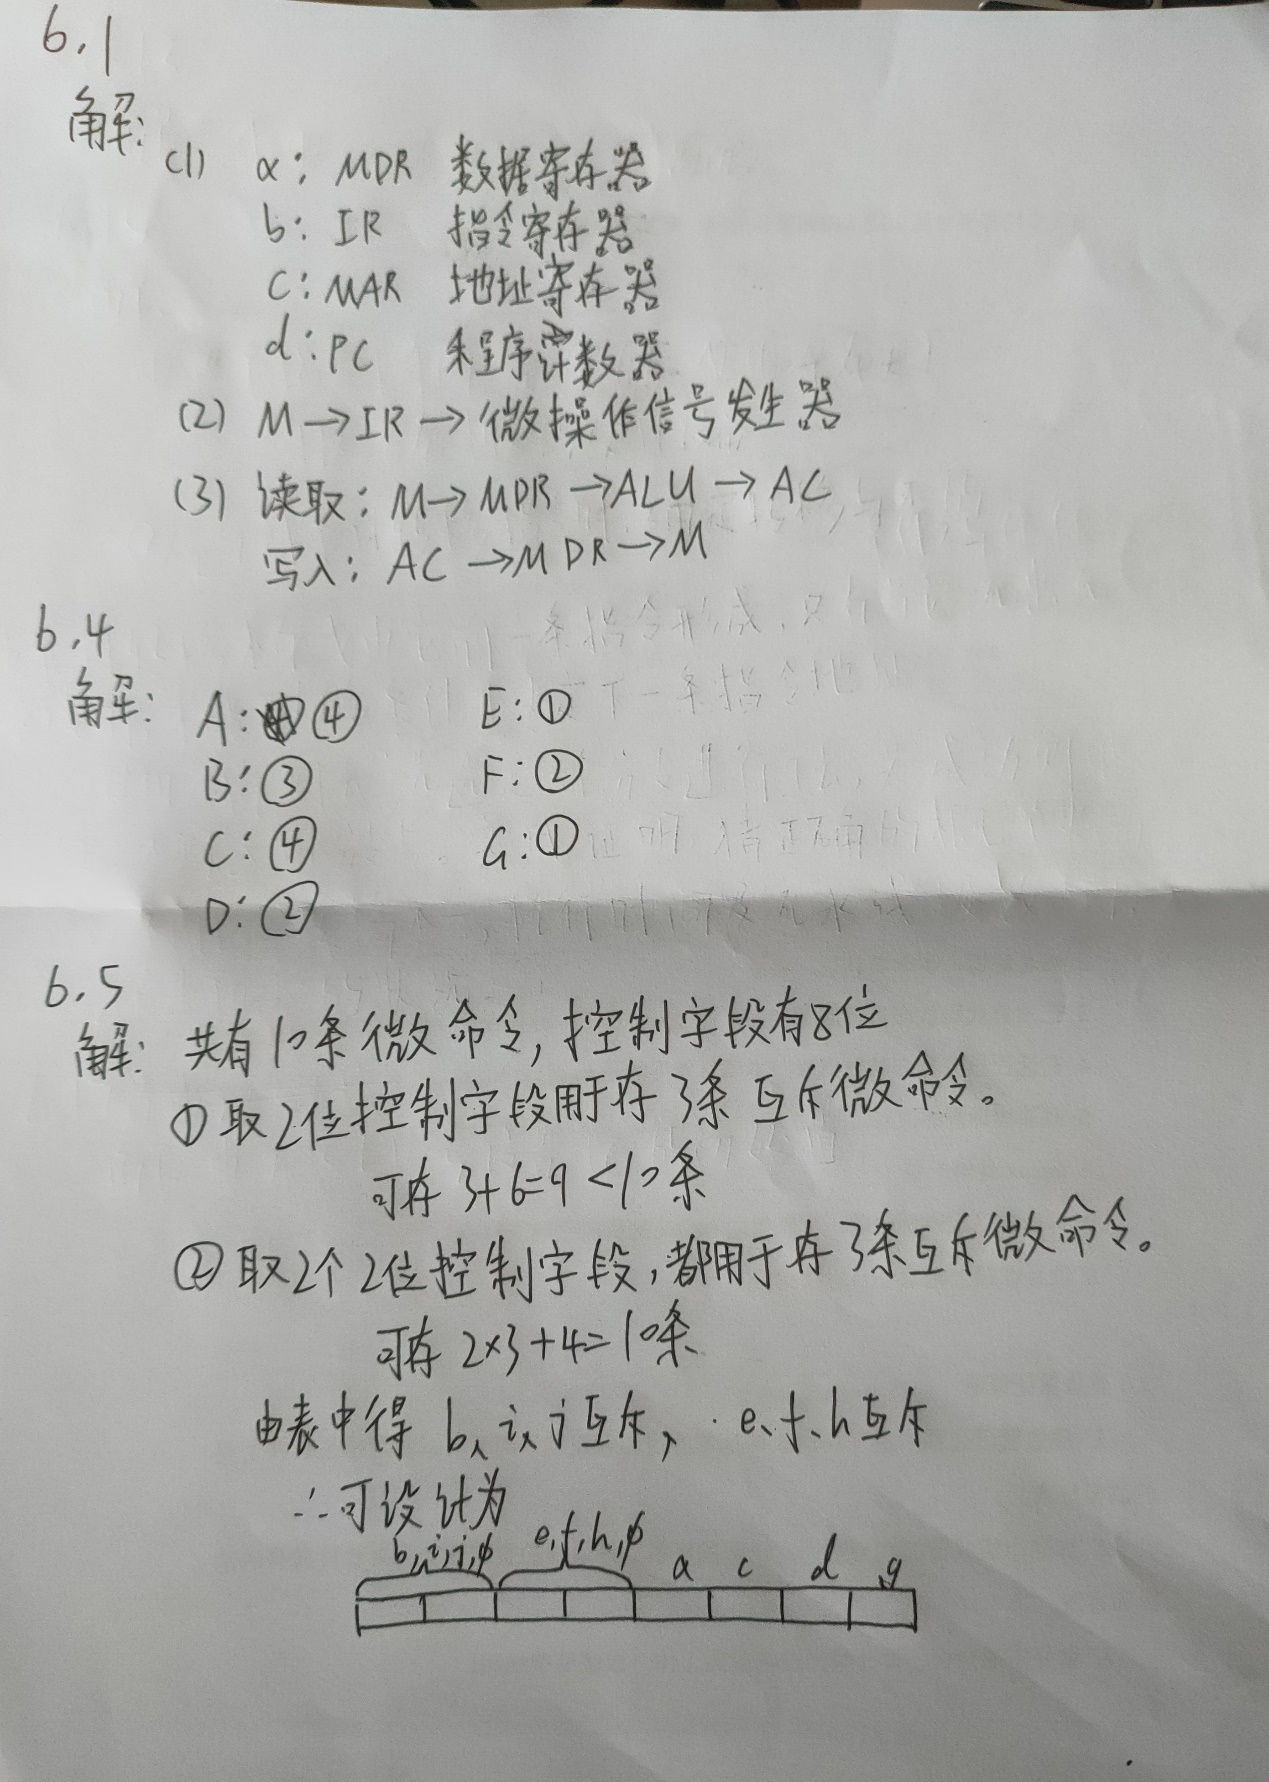 6.1
解:
(1) a: MDR 数据寄存器
b: IR 指令寄存器
C: MAR 地址寄存器
d: PC 程序计数器
(2) M→IR→微操作信号发生器
(3) 读取: M→MDR→ALU→AC
写入: AC→MDR→M
6.4
解: A: ④ E: ①
B: ③ F: ②
C: ④ G: ①
D: ②
6.5
解: 共有10条微命令, 控制字段有8位
①取2位控制字段用于存3条互斥微命令。
可存 3+6=9<10条
②取2个2位控制字段,都用于存3条互斥微命令。
可存 2×3+4=10条
由表中得 b、i、j互斥、e、f、h互斥
∴可设计为
b,i,j,φ e,f,h,φ a c d g